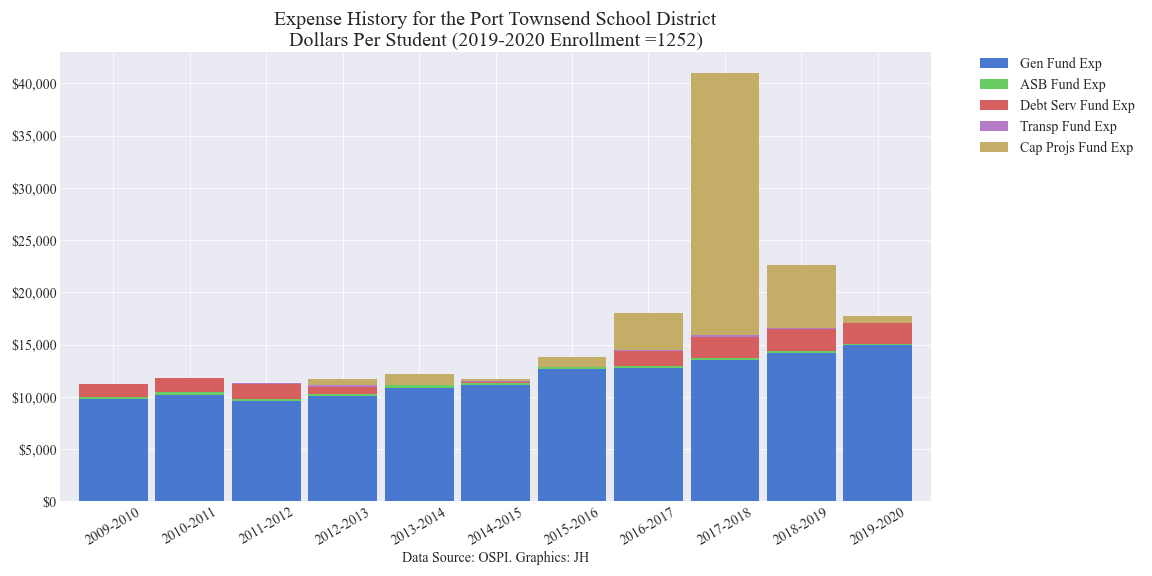 Expense History for the Port Townsend School District
Dollars Per Student (2019-2020 Enrollment =1252)
Gen Fund Exp
ASB Fund Exp
Debt Serv Fund Exp
Transp Fund Exp
Cap Projs Fund Exp
$40,000
$35,000
$30,000
$25,000
$20,000
$15,000
$10,000
$5,000
$0
2009-2010
2010-2011
2011-2012
2012-2013
2013-2014
2014-2015
2015-2016
2016-2017
2017-2018
2018-2019
2019-2020
Data Source: OSPI. Graphics: JH